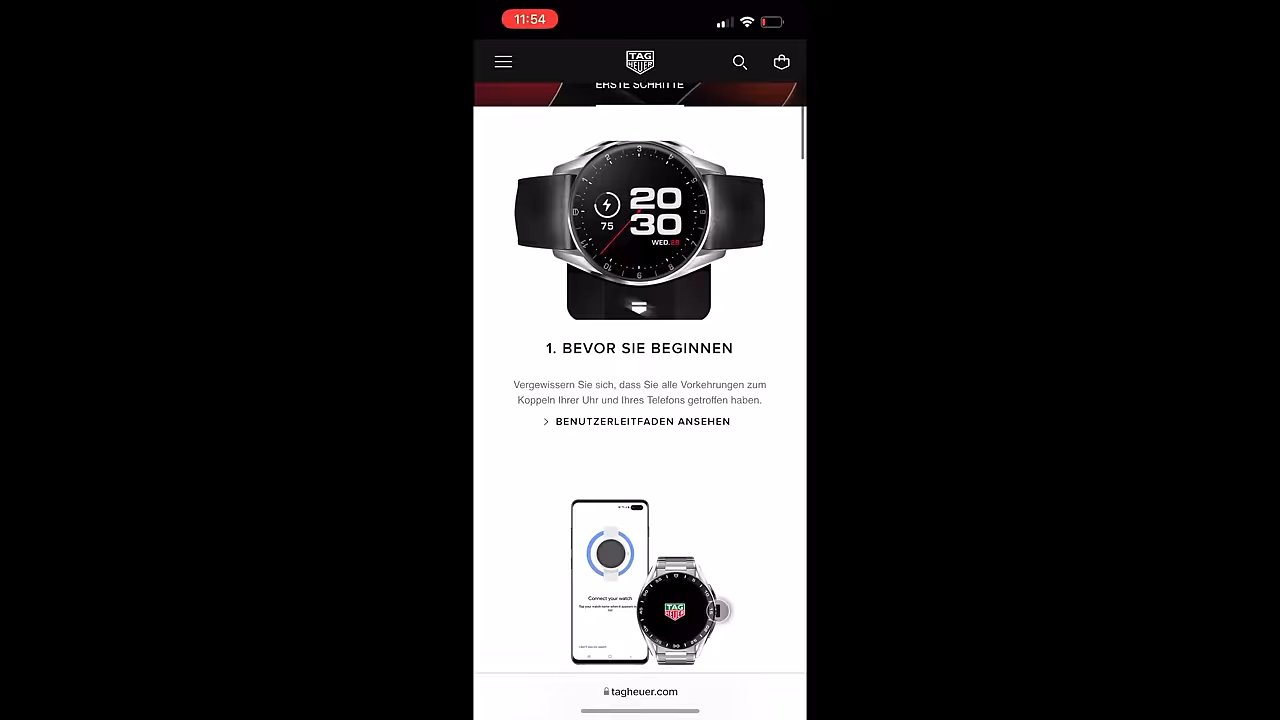 11:54
TAG
HEUER
ERSTE SCHRITTE
20
30
75
WED.28
1. BEVOR SIE BEGINNEN
Vergewissern Sie sich, dass Sie alle Vorkehrungen zum
Koppeln Ihrer Uhr und Ihres Telefons getroffen haben.
> BENUTZERLEITFADEN ANSEHEN
Connect your watch
TAG
HEUER
tagheuer.com